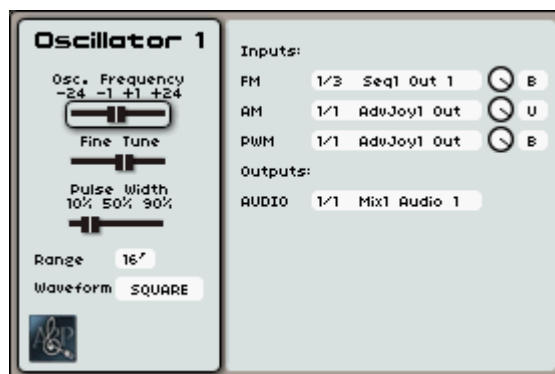 Oscillator 1
Osc. Frequency
-24 -1 +1 +24
Fine Tune
Pulse Width
10% 50% 90%
Range 16'
Waveform SQUARE
Inputs:
FM 1/3 Seq1 Out 1 B
AM 1/1 AdvJoy1 Out U
PWM 1/1 AdvJoy1 Out B
Outputs:
AUDIO 1/1 Mix1 Audio 1